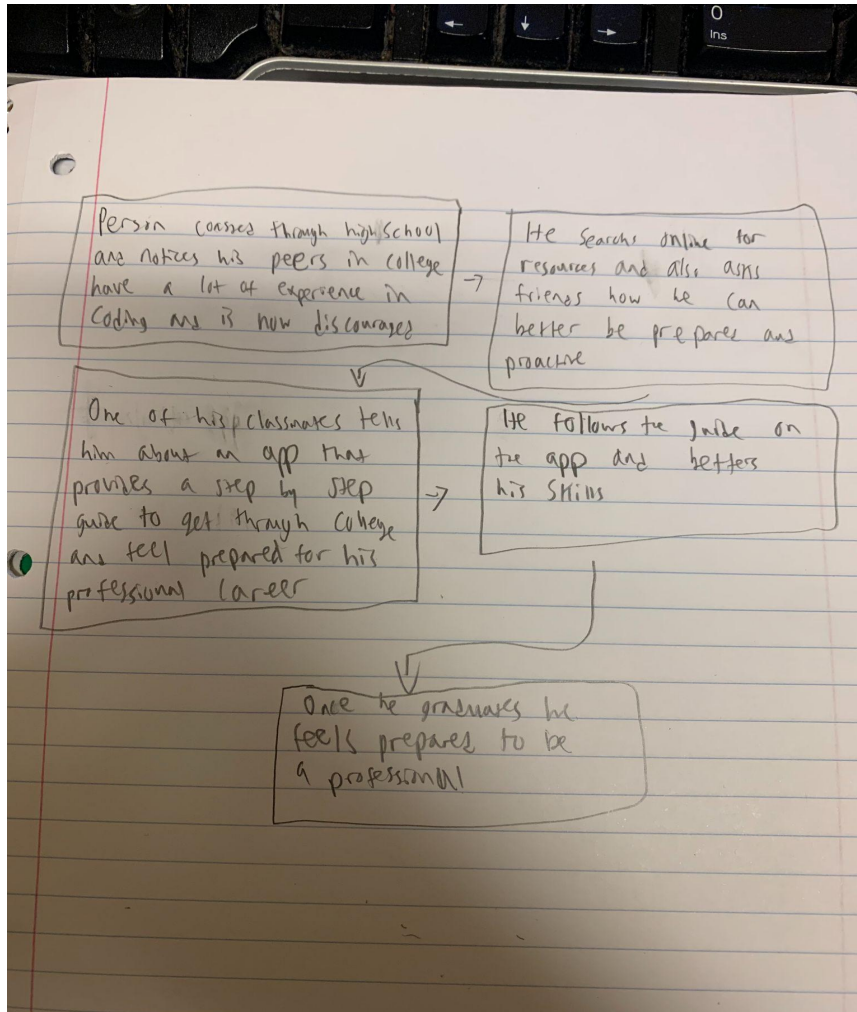 0
Ins
← ↓ →
Person coasted through high school
and notices his peers in college
have a lot of experience in
Coding and is now discouraged
→
He searchs online for
resources and also asks
friends how he can
better be prepared and
proactive
One of his classmates tells
him about an app that
provides a step by step
guide to get through College
and feel prepared for his
professional Career
→
He follows the guide on
the app and betters
his skills
Once he graduates he
feels prepared to be
a professional